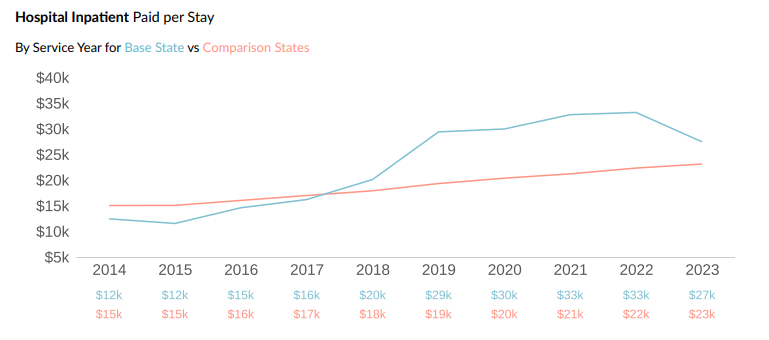 Hospital Inpatient Paid per Stay
By Service Year for Base State vs Comparison States
$40k
$35k
$30k
$25k
$20k
$15k
$10k
$5k
2014 2015 2016 2017 2018 2019 2020 2021 2022 2023
$12k $12k $15k $16k $20k $29k $30k $33k $33k $27k
$15k $15k $16k $17k $18k $19k $20k $21k $22k $23k